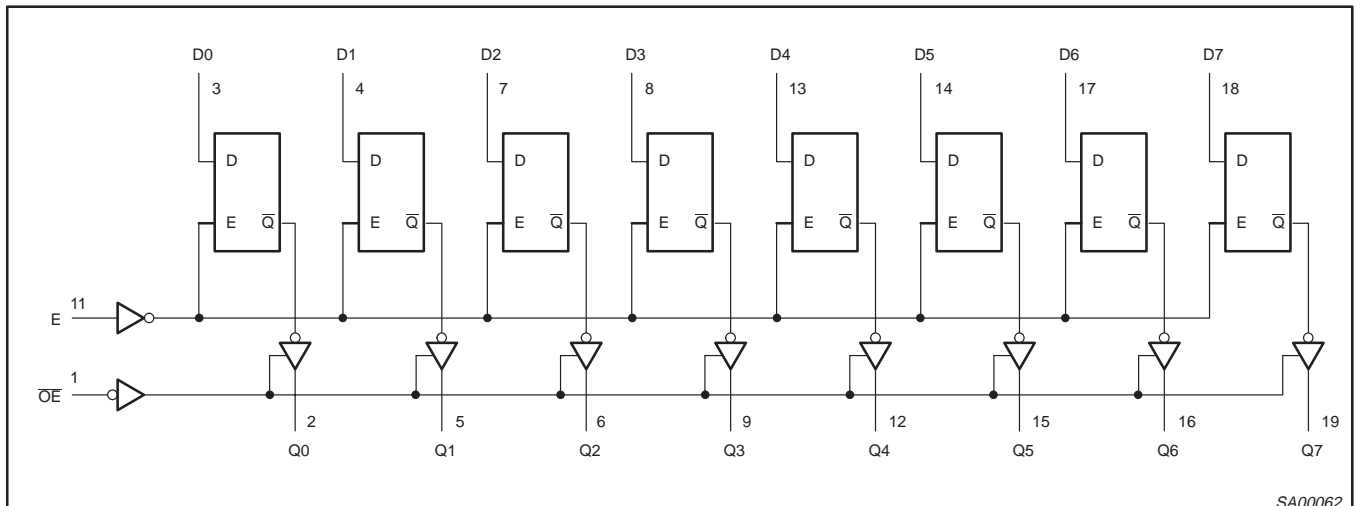 D0 D1 D2 D3 D4 D5 D6 D7
3 4 7 8 13 14 17 18
D D D D D D D D
E Q̅ E Q̅ E Q̅ E Q̅ E Q̅ E Q̅ E Q̅ E Q̅
11
E
1
O̅E̅
2 5 6 9 12 15 16 19
Q0 Q1 Q2 Q3 Q4 Q5 Q6 Q7
SA00062